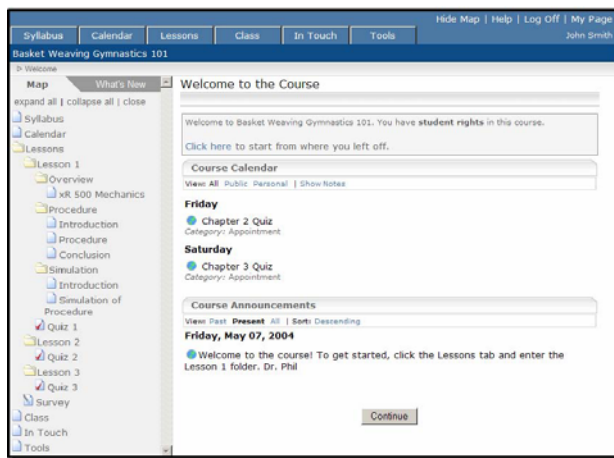 Hide Map | Help | Log Off | My Page
Syllabus Calendar Lessons Class In Touch Tools John Smith
Basket Weaving Gymnastics 101
Welcome
Map What's New
expand all | collapse all | close
Syllabus
Calendar
Lessons
Lesson 1
Overview
xR 500 Mechanics
Procedure
Introduction
Procedure
Conclusion
Simulation
Introduction
Simulation of
Procedure
Quiz 1
Lesson 2
Quiz 2
Lesson 3
Quiz 3
Survey
Class
In Touch
Tools
Welcome to the Course
Welcome to Basket Weaving Gymnastics 101. You have student rights in this course.
Click here to start from where you left off.
Course Calendar
View: All Public Personal | Show Notes
Friday
Chapter 2 Quiz
Category: Appointment
Saturday
Chapter 3 Quiz
Category: Appointment
Course Announcements
View: Past Present All | Sort: Descending
Friday, May 07, 2004
Welcome to the course! To get started, click the Lessons tab and enter the
Lesson 1 folder. Dr. Phil
Continue